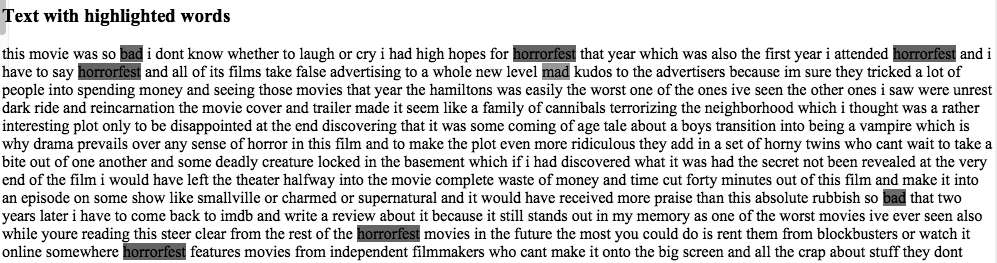 Text with highlighted words
this movie was so bad i dont know whether to laugh or cry i had high hopes for horrorfest that year which was also the first year i attended horrorfest and i
have to say horrorfest and all of its films take false advertising to a whole new level mad kudos to the advertisers because im sure they tricked a lot of
people into spending money and seeing those movies that year the hamiltons was easily the worst one of the ones ive seen the other ones i saw were unrest
dark ride and reincarnation the movie cover and trailer made it seem like a family of cannibals terrorizing the neighborhood which i thought was a rather
interesting plot only to be disappointed at the end discovering that it was some coming of age tale about a boys transition into being a vampire which is
why drama prevails over any sense of horror in this film and to make the plot even more ridiculous they add in a set of horny twins who cant wait to take a
bite out of one another and some deadly creature locked in the basement which if i had discovered what it was had the secret not been revealed at the very
end of the film i would have left the theater halfway into the movie complete waste of money and time cut forty minutes out of this film and make it into
an episode on some show like smallville or charmed or supernatural and it would have received more praise than this absolute rubbish so bad that two
years later i have to come back to imdb and write a review about it because it still stands out in my memory as one of the worst movies ive ever seen also
while youre reading this steer clear from the rest of the horrorfest movies in the future the most you could do is rent them from blockbusters or watch it
online somewhere horrorfest features movies from independent filmmakers who cant make it onto the big screen and all the crap about stuff they dont